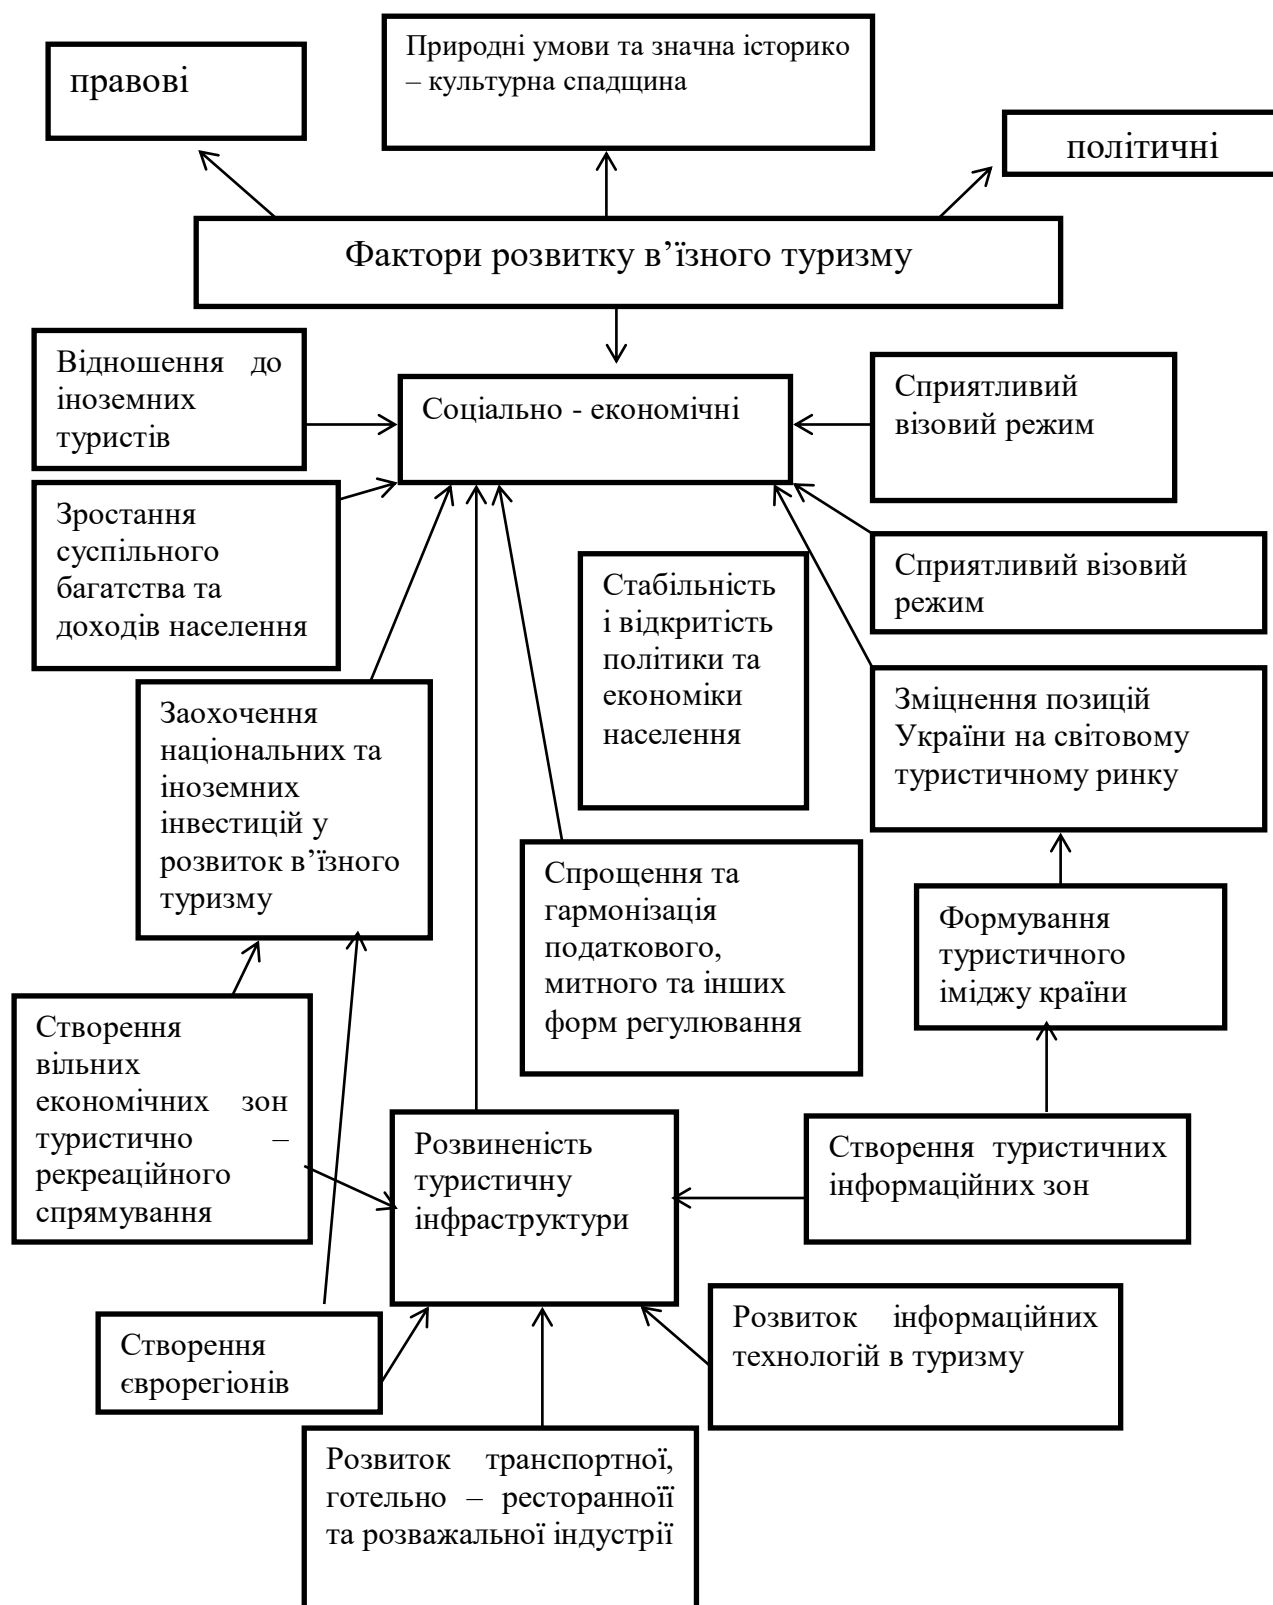 правові
Природні умови та значна історико
– культурна спадщина
політичні
Фактори розвитку в’їзного туризму
Відношення до
іноземних
туристів
Соціально - економічні
Сприятливий
візовий режим
Зростання
суспільного
багатства та
доходів населення
Стабільність
і відкритість
політики та
економіки
населення
Сприятливий візовий
режим
Заохочення
національних та
іноземних
інвестицій у
розвиток в’їзного
туризму
Зміцнення позицій
України на світовому
туристичному ринку
Спрощення та
гармонізація
податкового,
митного та інших
форм регулювання
Формування
туристичного
іміджу країни
Створення
вільних
економічних зон
туристично –
рекреаційного
спрямування
Розвиненість
туристичну
інфраструктури
Створення туристичних
інформаційних зон
Створення
єврорегіонів
Розвиток інформаційних
технологій в туризму
Розвиток транспортної,
готельно – ресторанноїї
та розважальної індустрії